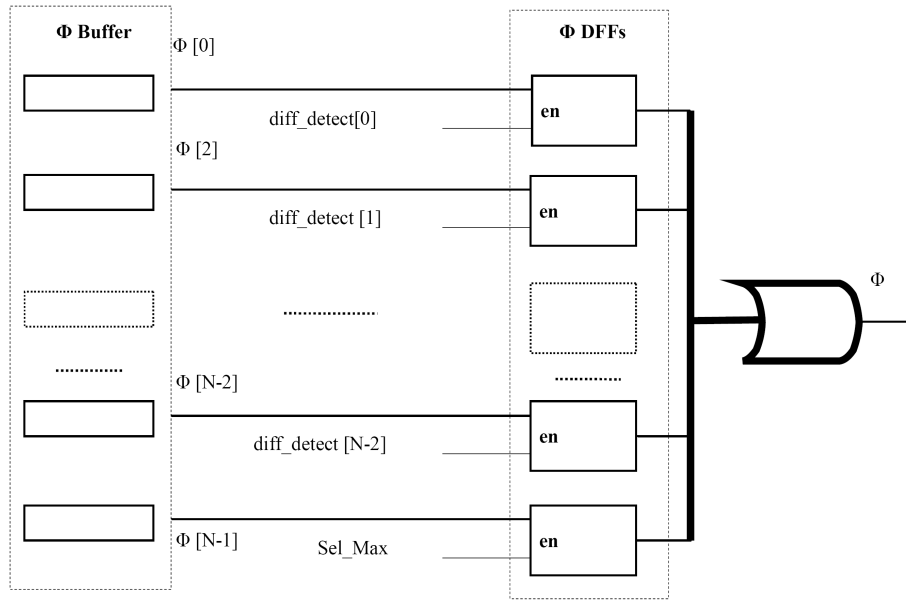 Φ Buffer
Φ DFFs
Φ [0]
en
diff_detect[0]
Φ [2]
en
diff_detect [1]
Φ
Φ [N-2]
en
diff_detect [N-2]
Φ [N-1]
en
Sel_Max